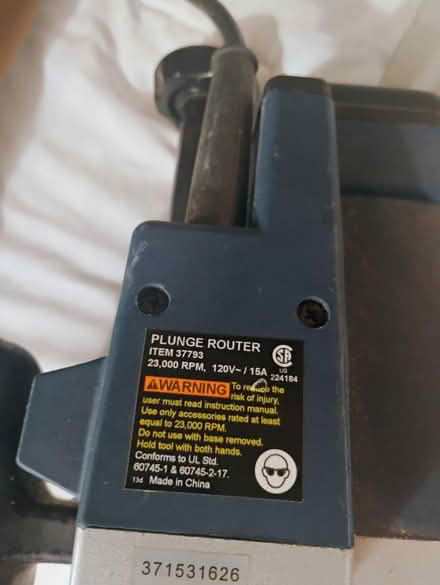 PLUNGE ROUTER
ITEM 37793
23,000 RPM, 120V~ / 15A
US
224184
WARNING To reduce the
risk of injury,
user must read instruction manual.
Use only accessories rated at least
equal to 23,000 RPM.
Do not use with base removed.
Hold tool with both hands.
Conforms to UL Std.
60745-1 & 60745-2-17.
13d Made in China
371531626